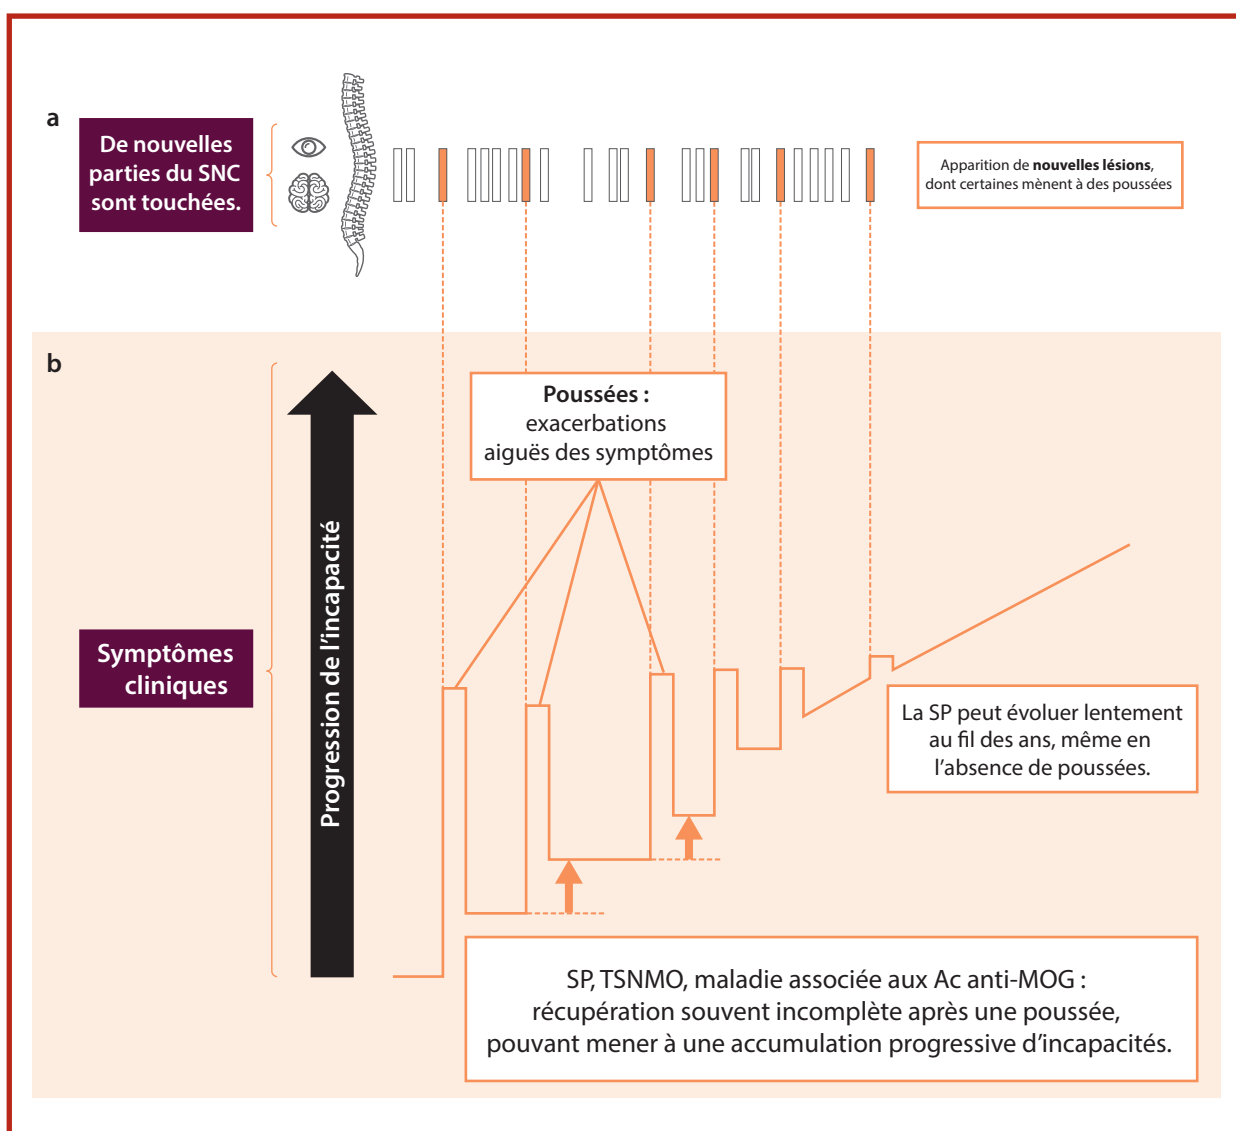 a
De nouvelles
parties du SNC
sont touchées.
Apparition de nouvelles lésions,
dont certaines mènent à des poussées
b
Poussées :
exacerbations
aiguës des symptômes
Progression de l’incapacité
Symptômes
cliniques
La SP peut évoluer lentement
au fil des ans, même en
l’absence de poussées.
SP, TSNMO, maladie associée aux Ac anti-MOG :
récupération souvent incomplète après une poussée,
pouvant mener à une accumulation progressive d’incapacités.